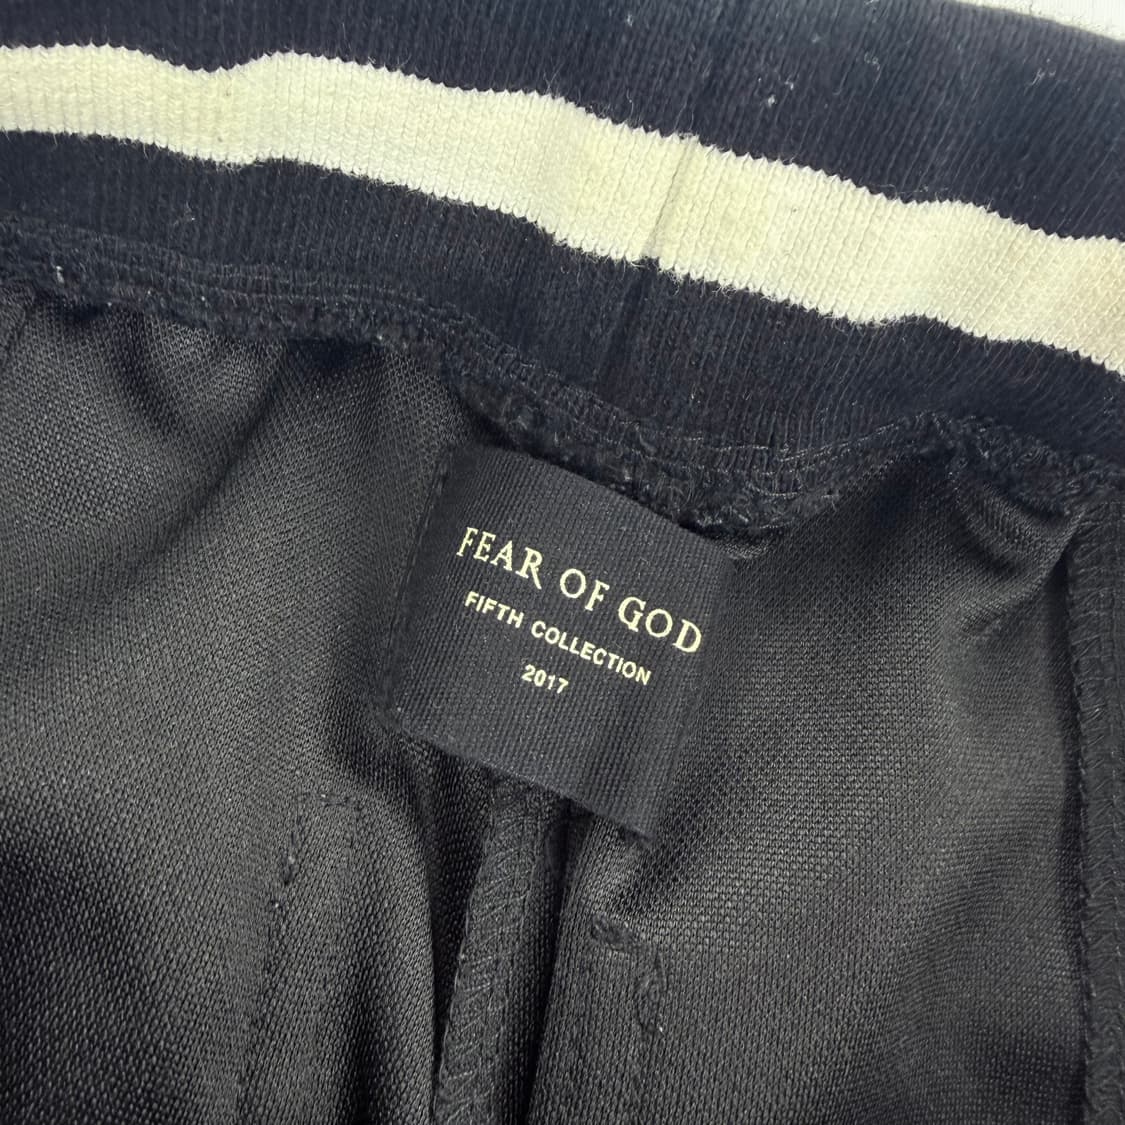 FEAR OF GOD
FIFTH COLLECTION
2017